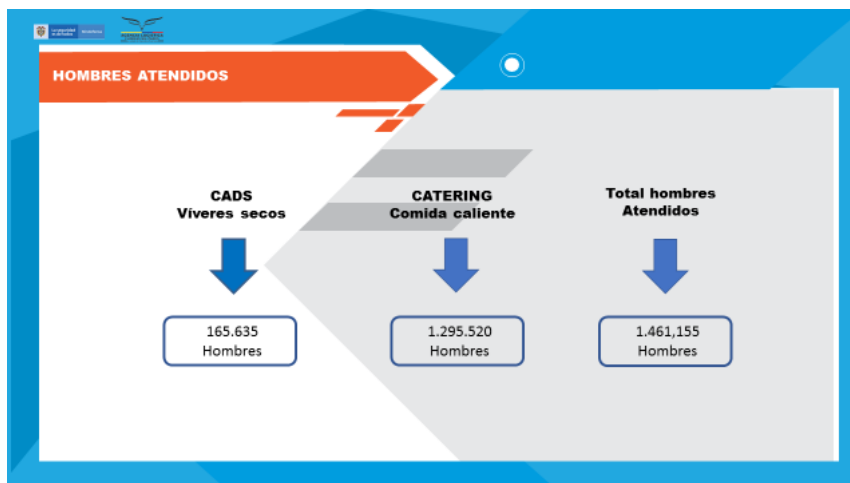 HOMBRES ATENDIDOS
CADS
Víveres secos
CATERING
Comida caliente
Total hombres
Atendidos
165.635
Hombres
1.295.520
Hombres
1.461,155
Hombres